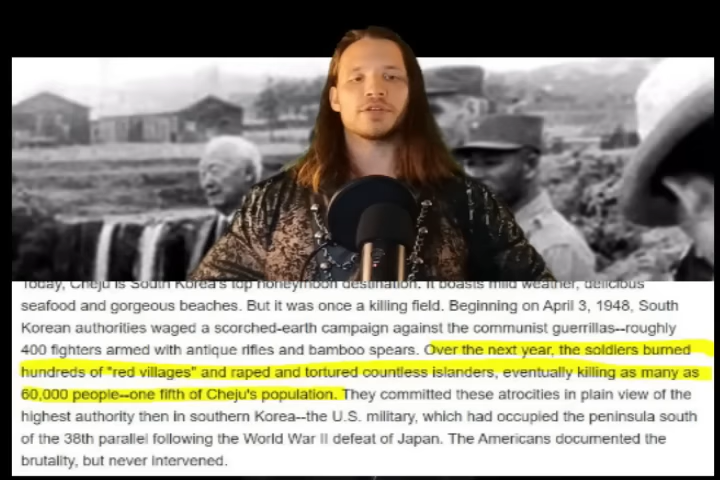 Today, Cheju is South Korea's top honeymoon destination. It boasts mild weather, delicious
seafood and gorgeous beaches. But it was once a killing field. Beginning on April 3, 1948, South
Korean authorities waged a scorched-earth campaign against the communist guerrillas--roughly
400 fighters armed with antique rifles and bamboo spears. Over the next year, the soldiers burned
hundreds of "red villages" and raped and tortured countless islanders, eventually killing as many as
60,000 people--one fifth of Cheju's population. They committed these atrocities in plain view of the
highest authority then in southern Korea--the U.S. military, which had occupied the peninsula south
of the 38th parallel following the World War II defeat of Japan. The Americans documented the
brutality, but never intervened.